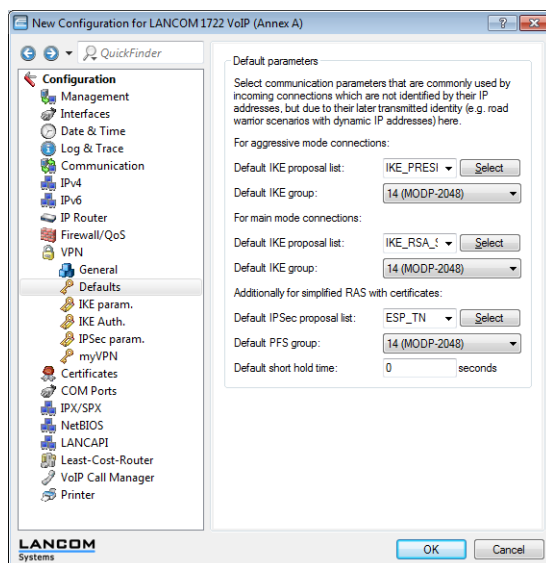 New Configuration for LANCOM 1722 VoIP (Annex A)
QuickFinder
Configuration
Management
Interfaces
Date & Time
Log & Trace
Communication
IPv4
IPv6
IP Router
Firewall/QoS
VPN
General
Defaults
IKE param.
IKE Auth.
IPSec param.
myVPN
Certificates
COM Ports
IPX/SPX
NetBIOS
LANCAPI
Least-Cost-Router
VoIP Call Manager
Printer
Default parameters
Select communication parameters that are commonly used by
incoming connections which are not identified by their IP
addresses, but due to their later transmitted identity (e.g. road
warrior scenarios with dynamic IP addresses) here.
For aggressive mode connections:
Default IKE proposal list: IKE_PRESI Select
Default IKE group: 14 (MODP-2048)
For main mode connections:
Default IKE proposal list: IKE_RSA_S Select
Default IKE group: 14 (MODP-2048)
Additionally for simplified RAS with certificates:
Default IPSec proposal list: ESP_TN Select
Default PFS group: 14 (MODP-2048)
Default short hold time: 0 seconds
LANCOM
Systems
OK Cancel